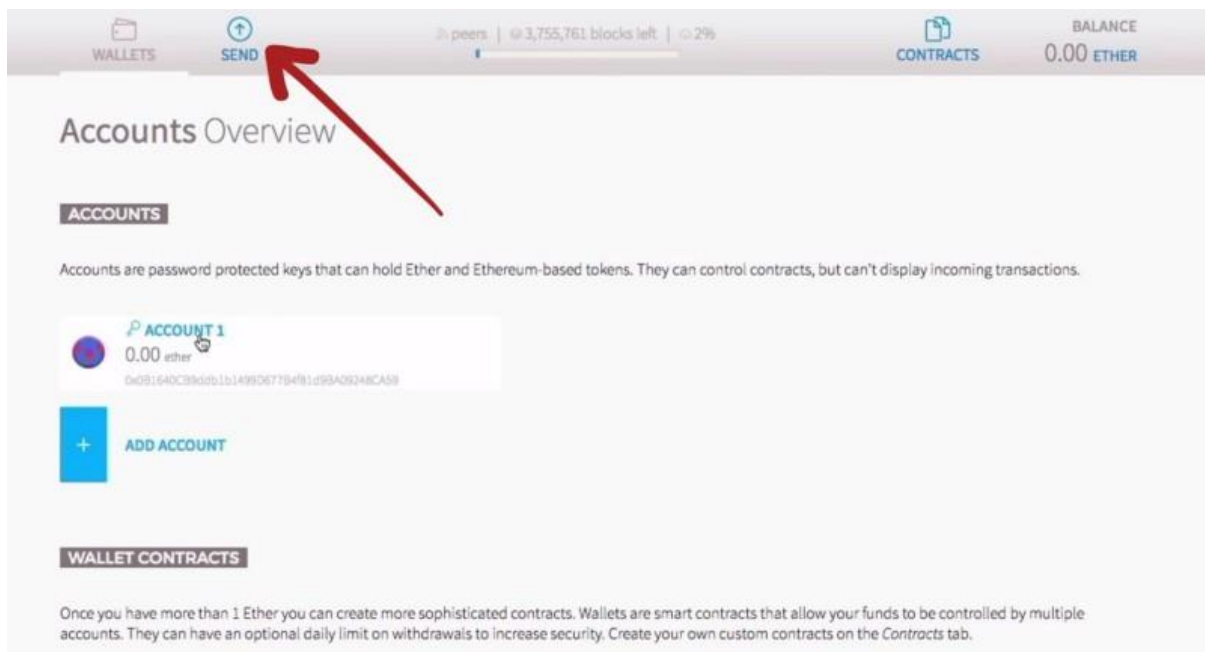 WALLETS
SEND
peers | 3,755,761 blocks left | 2%
CONTRACTS
BALANCE
0.00 ETHER
Accounts Overview
ACCOUNTS
Accounts are password protected keys that can hold Ether and Ethereum-based tokens. They can control contracts, but can't display incoming transactions.
ACCOUNT 1
0.00 ether
+
ADD ACCOUNT
WALLET CONTRACTS
Once you have more than 1 Ether you can create more sophisticated contracts. Wallets are smart contracts that allow your funds to be controlled by multiple
accounts. They can have an optional daily limit on withdrawals to increase security. Create your own custom contracts on the Contracts tab.